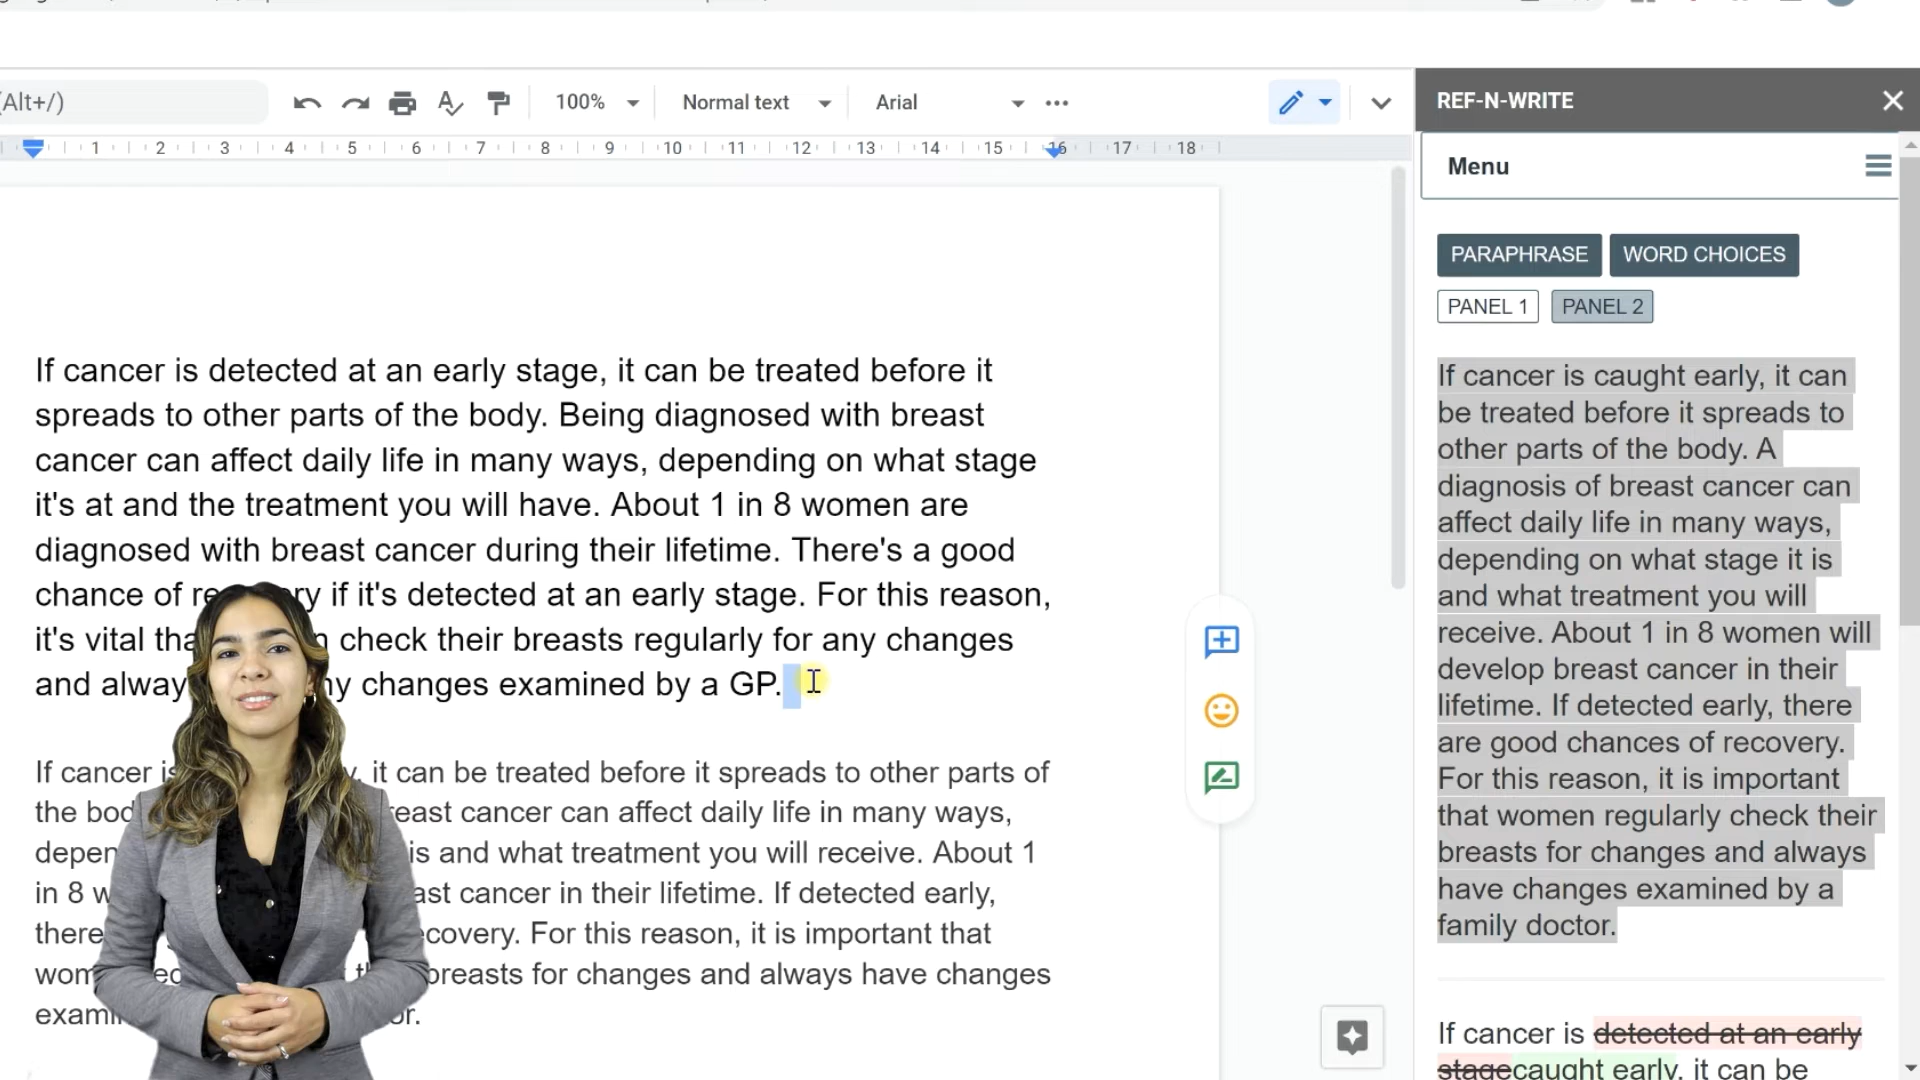 (Alt+/)
100%
Normal text
Arial
REF-N-WRITE
1 2 3 4 5 6 7 8 9 10 11 12 13 14 15 16 17 18
Menu
PARAPHRASE
WORD CHOICES
PANEL 1
PANEL 2
If cancer is detected at an early stage, it can be treated before it
spreads to other parts of the body. Being diagnosed with breast
cancer can affect daily life in many ways, depending on what stage
it's at and the treatment you will have. About 1 in 8 women are
diagnosed with breast cancer during their lifetime. There's a good
chance of if it's detected at an early stage. For this reason,
it's vital check their breasts regularly for any changes
and changes examined by a GP.
If cancer it can be treated before it spreads to other parts of
the cancer can affect daily life in many ways,
is and what treatment you will receive. About 1
in 8 cancer in their lifetime. If detected early,
there For this reason, it is important that
breasts for changes and always have changes
If cancer is caught early, it can
be treated before it spreads to
other parts of the body. A
diagnosis of breast cancer can
affect daily life in many ways,
depending on what stage it is
and what treatment you will
receive. About 1 in 8 women will
develop breast cancer in their
lifetime. If detected early, there
are good chances of recovery.
For this reason, it is important
that women regularly check their
breasts for changes and always
have changes examined by a
family doctor.
If cancer is detected at an early
stagecaught early, it can be